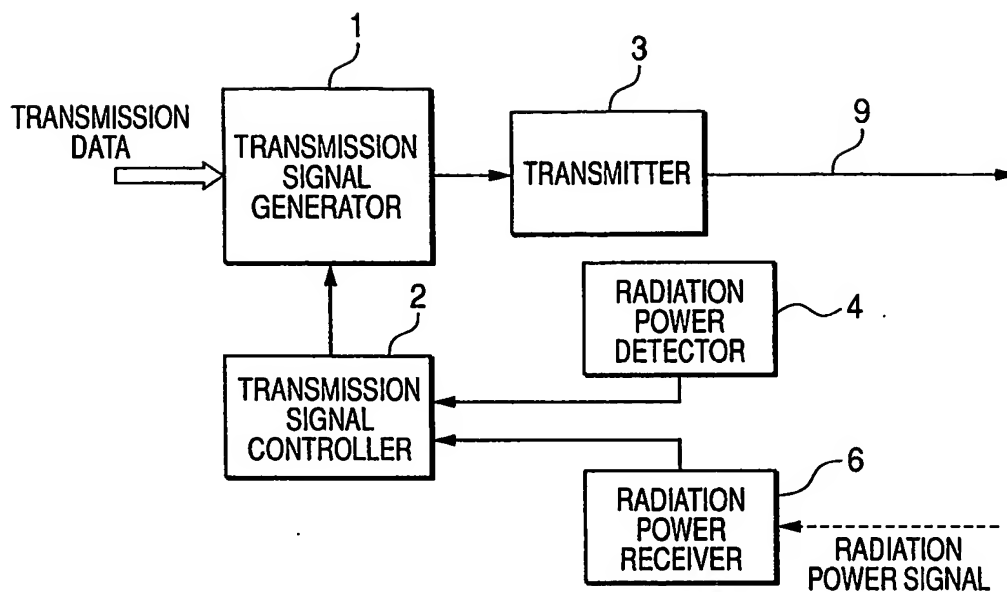 1
3
9
TRANSMISSION
DATA
TRANSMISSION
SIGNAL
GENERATOR
TRANSMITTER
2
RADIATION
POWER
DETECTOR
4
TRANSMISSION
SIGNAL
CONTROLLER
6
RADIATION
POWER
RECEIVER
RADIATION
POWER SIGNAL